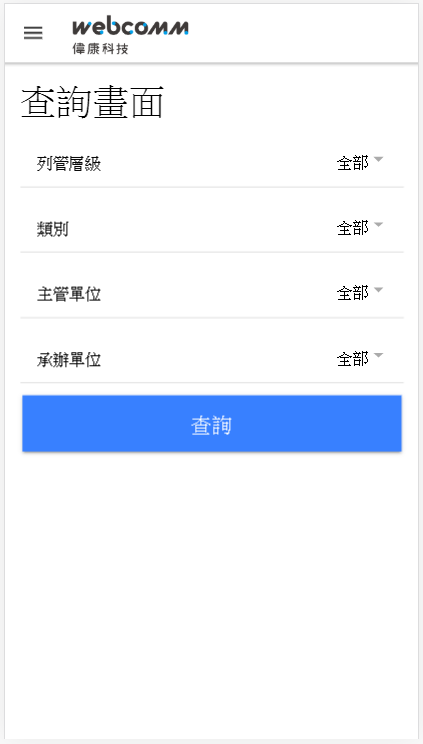 webcomm
偉康科技
查詢畫面
列管層級 全部
類別 全部
主管單位 全部
承辦單位 全部
查詢